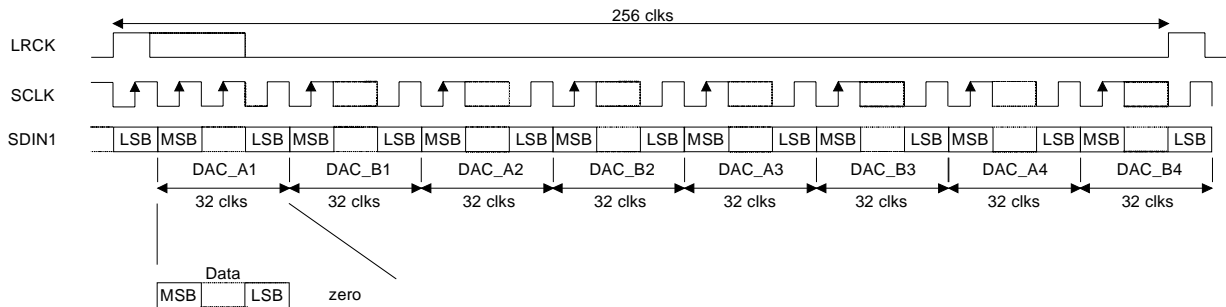 256 clks
LRCK
SCLK
SDIN1 LSB MSB LSB MSB LSB MSB LSB MSB LSB MSB LSB MSB LSB MSB LSB MSB LSB
DAC_A1 DAC_B1 DAC_A2 DAC_B2 DAC_A3 DAC_B3 DAC_A4 DAC_B4
32 clks 32 clks 32 clks 32 clks 32 clks 32 clks 32 clks 32 clks
Data
MSB LSB zero